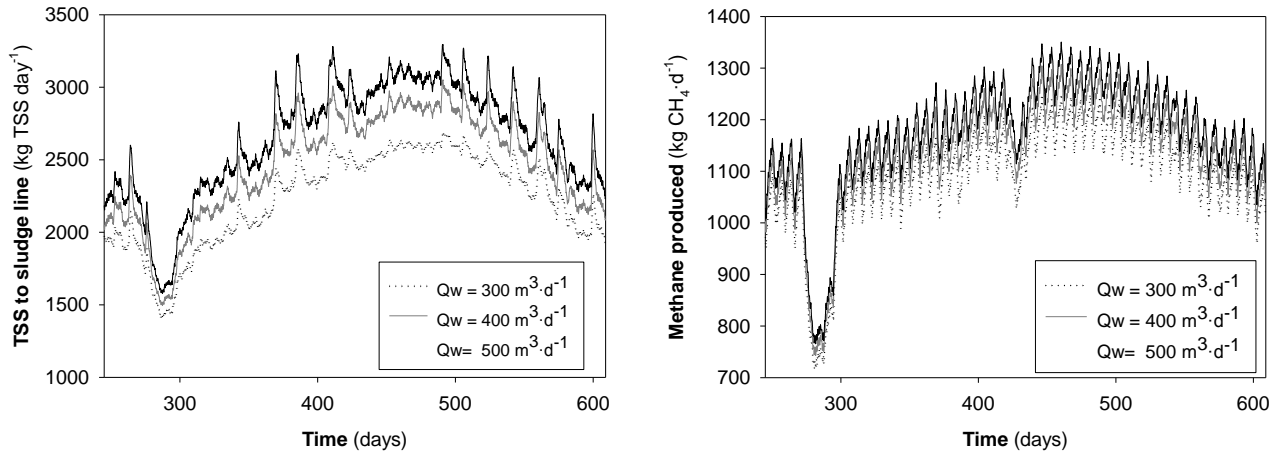 TSS to sludge line (kg TSS day⁻¹)
3500
3000
2500
2000
1500
1000
300
400
500
600
Time (days)
Qw = 300 m³·d⁻¹
Qw = 400 m³·d⁻¹
Qw= 500 m³·d⁻¹
Methane produced (kg CH₄·d⁻¹)
1400
1300
1200
1100
1000
900
800
700
300
400
500
600
Time (days)
Qw = 300 m³·d⁻¹
Qw = 400 m³·d⁻¹
Qw= 500 m³·d⁻¹